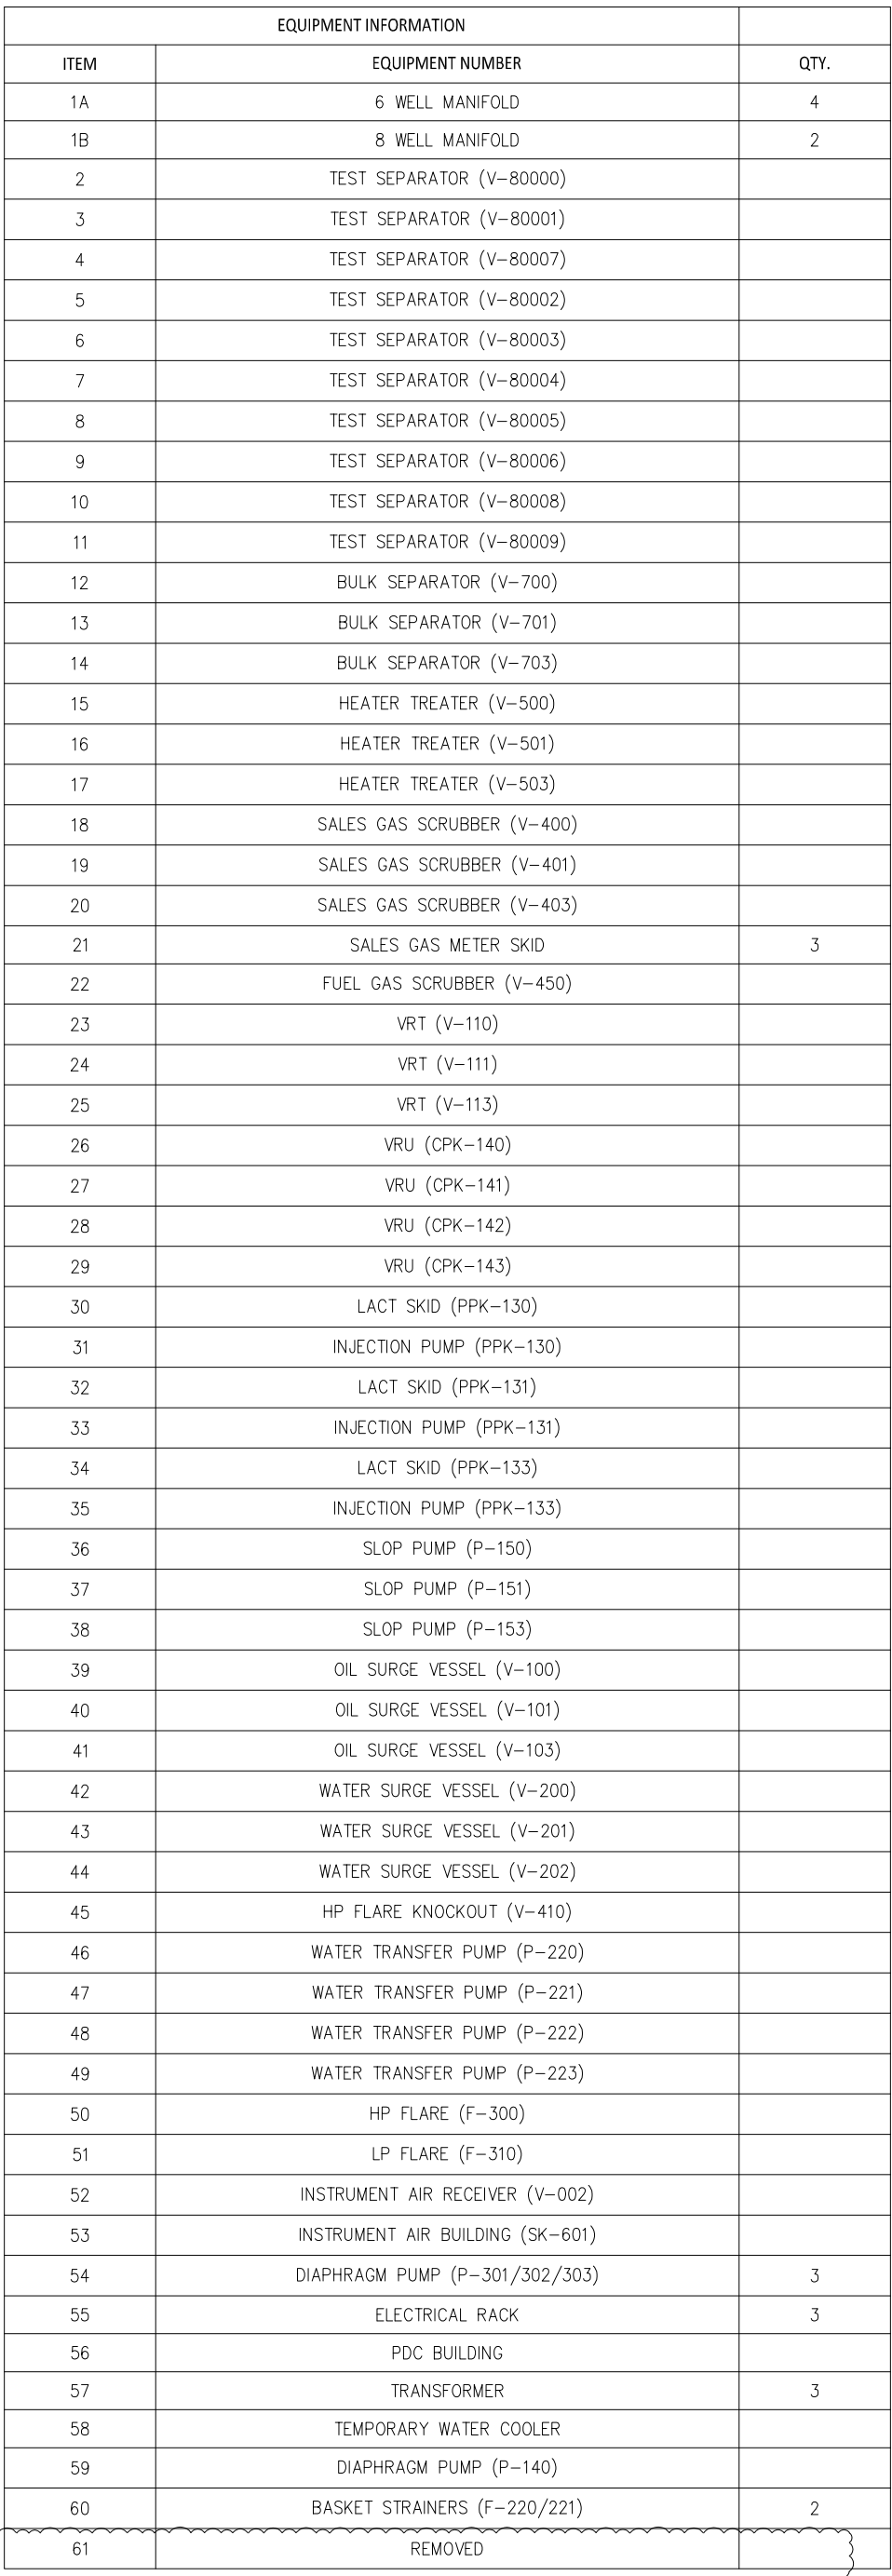 EQUIPMENT INFORMATION
ITEM EQUIPMENT NUMBER QTY.
1A 6 WELL MANIFOLD 4
1B 8 WELL MANIFOLD 2
2 TEST SEPARATOR (V-80000)
3 TEST SEPARATOR (V-80001)
4 TEST SEPARATOR (V-80007)
5 TEST SEPARATOR (V-80002)
6 TEST SEPARATOR (V-80003)
7 TEST SEPARATOR (V-80004)
8 TEST SEPARATOR (V-80005)
9 TEST SEPARATOR (V-80006)
10 TEST SEPARATOR (V-80008)
11 TEST SEPARATOR (V-80009)
12 BULK SEPARATOR (V-700)
13 BULK SEPARATOR (V-701)
14 BULK SEPARATOR (V-703)
15 HEATER TREATER (V-500)
16 HEATER TREATER (V-501)
17 HEATER TREATER (V-503)
18 SALES GAS SCRUBBER (V-400)
19 SALES GAS SCRUBBER (V-401)
20 SALES GAS SCRUBBER (V-403)
21 SALES GAS METER SKID 3
22 FUEL GAS SCRUBBER (V-450)
23 VRT (V-110)
24 VRT (V-111)
25 VRT (V-113)
26 VRU (CPK-140)
27 VRU (CPK-141)
28 VRU (CPK-142)
29 VRU (CPK-143)
30 LACT SKID (PPK-130)
31 INJECTION PUMP (PPK-130)
32 LACT SKID (PPK-131)
33 INJECTION PUMP (PPK-131)
34 LACT SKID (PPK-133)
35 INJECTION PUMP (PPK-133)
36 SLOP PUMP (P-150)
37 SLOP PUMP (P-151)
38 SLOP PUMP (P-153)
39 OIL SURGE VESSEL (V-100)
40 OIL SURGE VESSEL (V-101)
41 OIL SURGE VESSEL (V-103)
42 WATER SURGE VESSEL (V-200)
43 WATER SURGE VESSEL (V-201)
44 WATER SURGE VESSEL (V-202)
45 HP FLARE KNOCKOUT (V-410)
46 WATER TRANSFER PUMP (P-220)
47 WATER TRANSFER PUMP (P-221)
48 WATER TRANSFER PUMP (P-222)
49 WATER TRANSFER PUMP (P-223)
50 HP FLARE (F-300)
51 LP FLARE (F-310)
52 INSTRUMENT AIR RECEIVER (V-002)
53 INSTRUMENT AIR BUILDING (SK-601)
54 DIAPHRAGM PUMP (P-301/302/303) 3
55 ELECTRICAL RACK 3
56 PDC BUILDING
57 TRANSFORMER 3
58 TEMPORARY WATER COOLER
59 DIAPHRAGM PUMP (P-140)
60 BASKET STRAINERS (F-220/221) 2
61 REMOVED